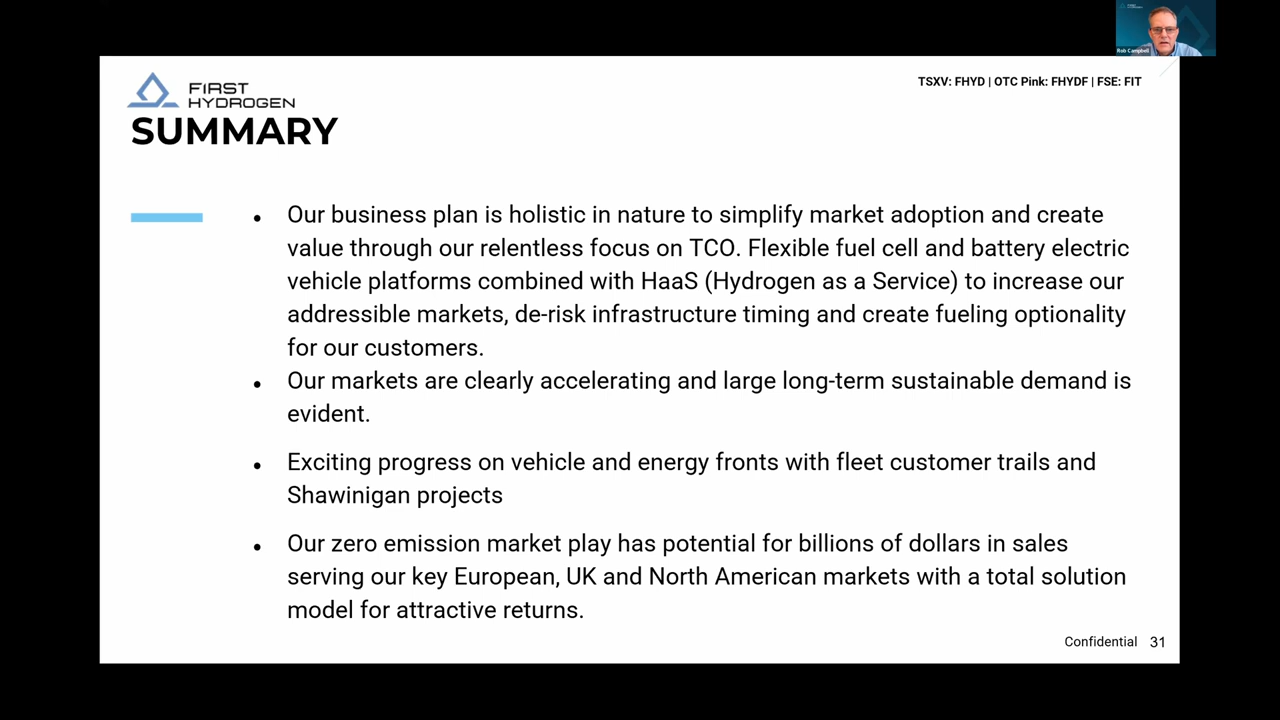 Rob Campbell
FIRST
HYDROGEN
TSXV: FHYD | OTC Pink: FHYDF | FSE: FIT
SUMMARY
• Our business plan is holistic in nature to simplify market adoption and create
value through our relentless focus on TCO. Flexible fuel cell and battery electric
vehicle platforms combined with HaaS (Hydrogen as a Service) to increase our
addressible markets, de-risk infrastructure timing and create fueling optionality
for our customers.
• Our markets are clearly accelerating and large long-term sustainable demand is
evident.
• Exciting progress on vehicle and energy fronts with fleet customer trails and
Shawinigan projects
• Our zero emission market play has potential for billions of dollars in sales
serving our key European, UK and North American markets with a total solution
model for attractive returns.
Confidential 31